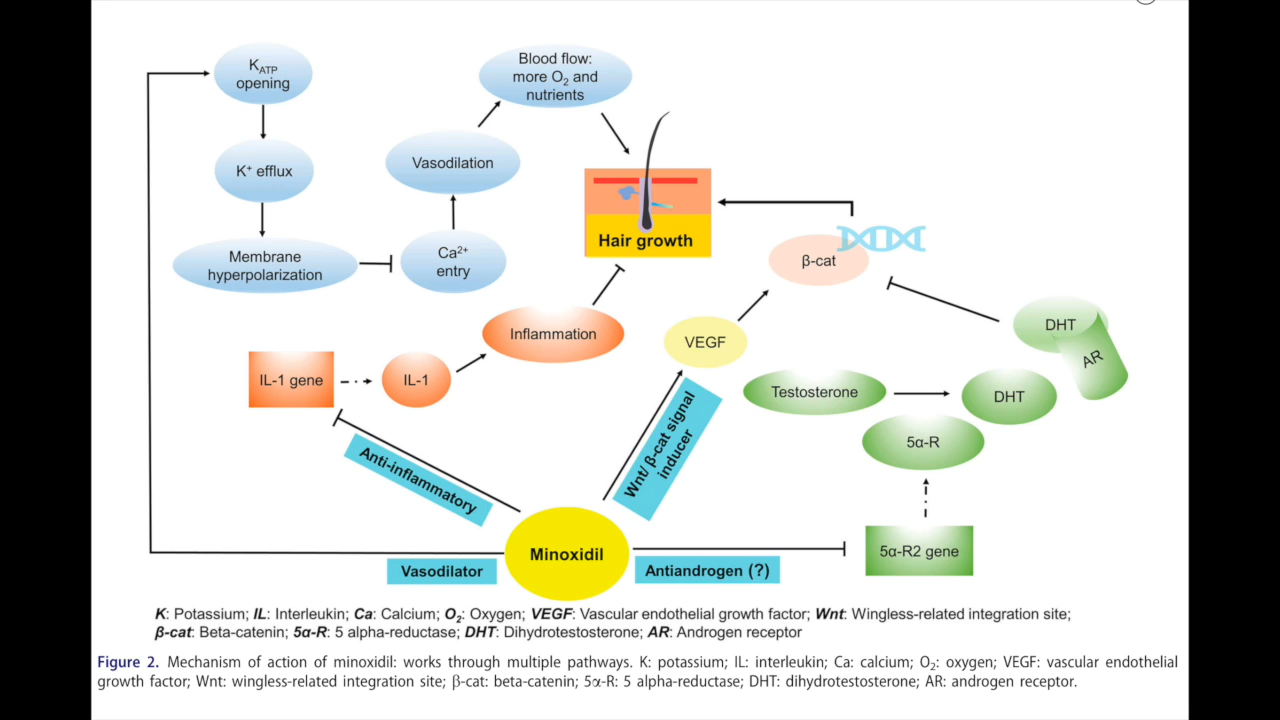 K_ATP
opening
K⁺ efflux
Membrane
hyperpolarization
Ca²⁺
entry
Vasodilation
Blood flow:
more O₂ and
nutrients
Hair growth
β-cat
DHT
AR
VEGF
Inflammation
IL-1 gene
IL-1
Testosterone
DHT
5α-R
5α-R2 gene
Anti-inflammatory
Wnt/ β-cat signal
inducer
Minoxidil
Vasodilator
Antiandrogen (?)
K: Potassium; IL: Interleukin; Ca: Calcium; O₂: Oxygen; VEGF: Vascular endothelial growth factor; Wnt: Wingless-related integration site;
β-cat: Beta-catenin; 5α-R: 5 alpha-reductase; DHT: Dihydrotestosterone; AR: Androgen receptor
Figure 2. Mechanism of action of minoxidil: works through multiple pathways. K: potassium; IL: interleukin; Ca: calcium; O₂: oxygen; VEGF: vascular endothelial
growth factor; Wnt: wingless-related integration site; β-cat: beta-catenin; 5α-R: 5 alpha-reductase; DHT: dihydrotestosterone; AR: androgen receptor.